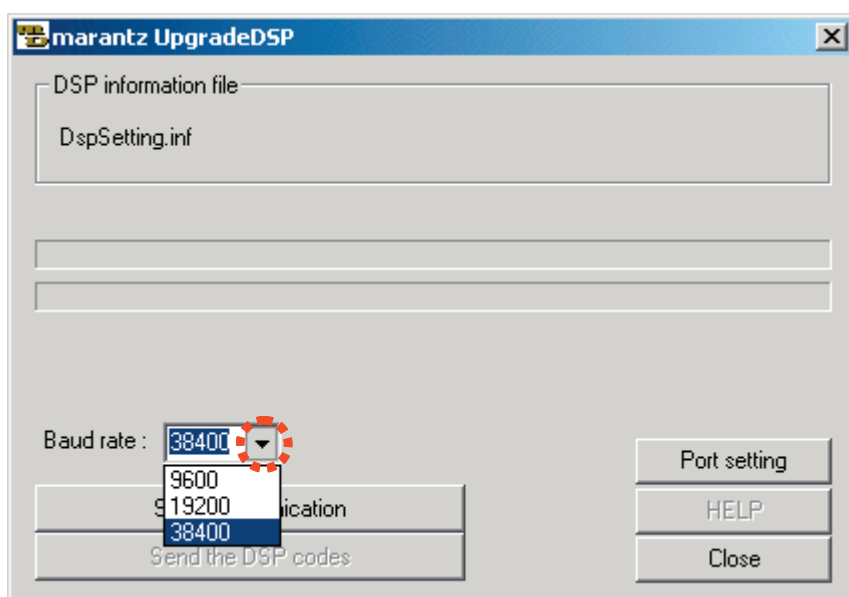 marantz UpgradeDSP
DSP information file
DspSetting.inf
Baud rate : 38400
9600
19200
38400
S ication
Send the DSP codes
Port setting
HELP
Close